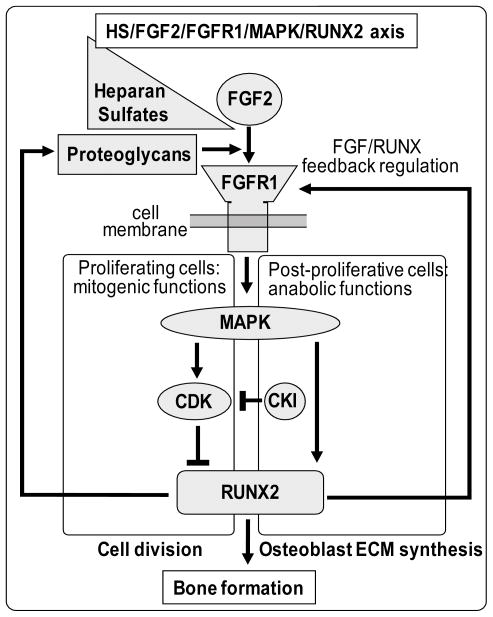 HS/FGF2/FGFR1/MAPK/RUNX2 axis
Heparan
Sulfates
FGF2
Proteoglycans
FGF/RUNX
feedback regulation
FGFR1
cell
membrane
Proliferating cells:
mitogenic functions
Post-proliferative cells:
anabolic functions
MAPK
CDK
CKI
RUNX2
Cell division
Osteoblast ECM synthesis
Bone formation